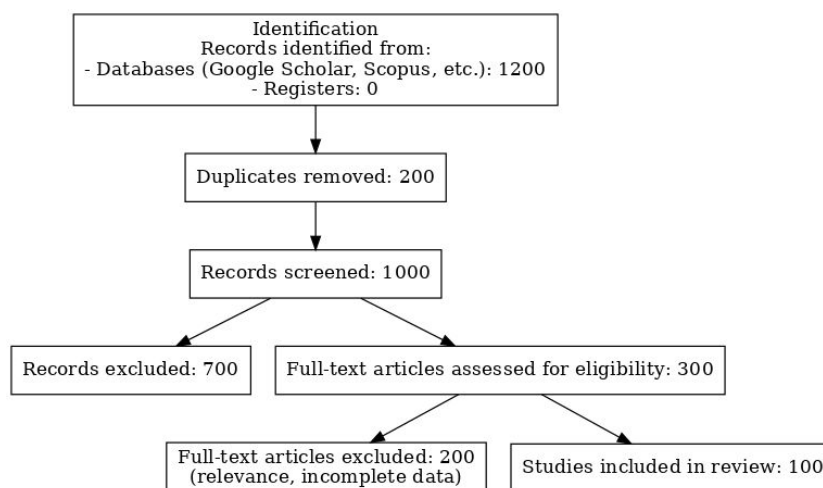 Identification
Records identified from:
- Databases (Google Scholar, Scopus, etc.): 1200
- Registers: 0
Duplicates removed: 200
Records screened: 1000
Records excluded: 700
Full-text articles assessed for eligibility: 300
Full-text articles excluded: 200
(relevance, incomplete data)
Studies included in review: 100